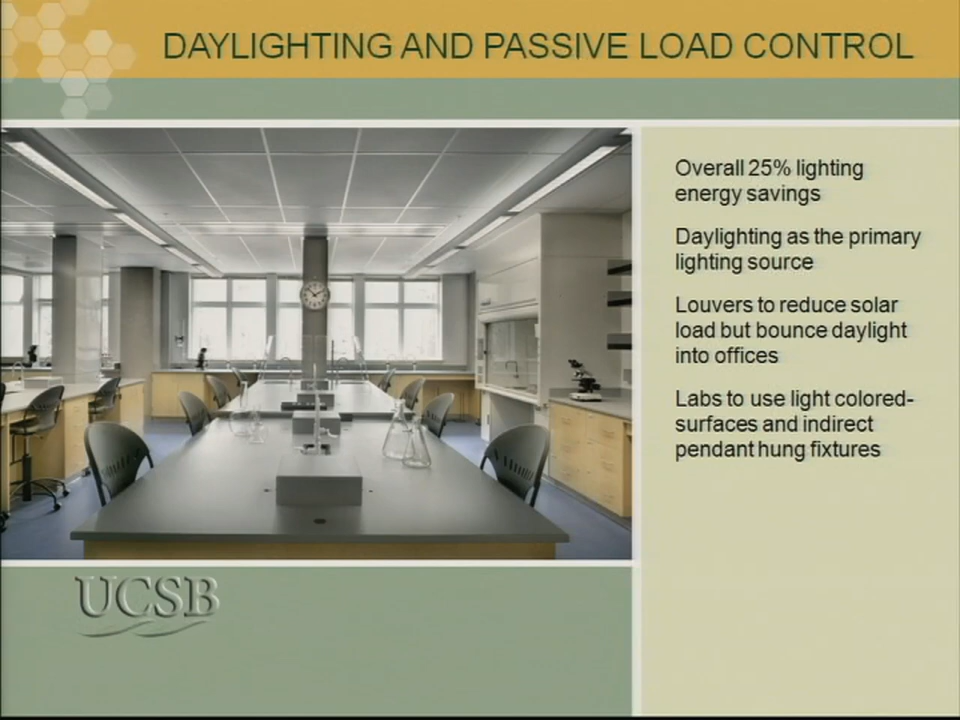 DAYLIGHTING AND PASSIVE LOAD CONTROL
Overall 25% lighting
energy savings
Daylighting as the primary
lighting source
Louvers to reduce solar
load but bounce daylight
into offices
Labs to use light colored-
surfaces and indirect
pendant hung fixtures
UCSB